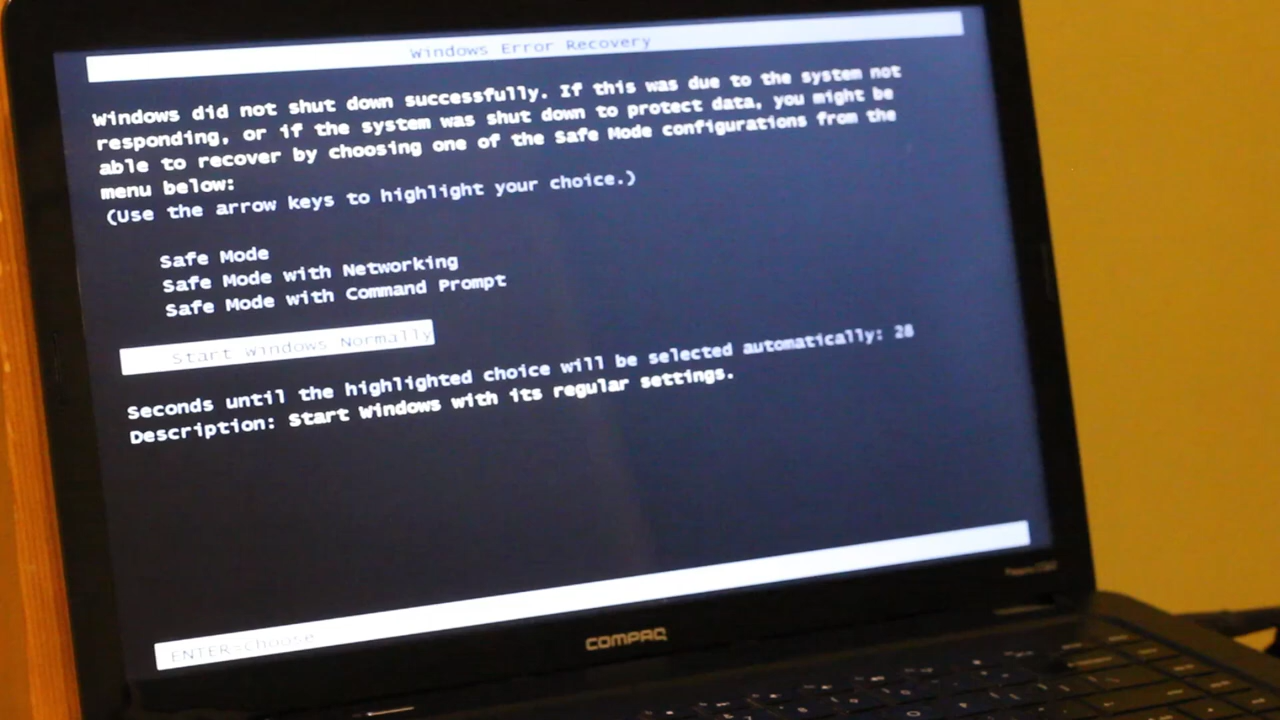 Windows Error Recovery
Windows did not shut down successfully. If this was due to the system not
responding, or if the system was shut down to protect data, you might be
able to recover by choosing one of the Safe Mode configurations from the
menu below:
(Use the arrow keys to highlight your choice.)
Safe Mode
Safe Mode with Networking
Safe Mode with Command Prompt
Start Windows Normally
Seconds until the highlighted choice will be selected automatically: 28
Description: Start Windows with its regular settings.
ENTER=Choose
COMPAQ